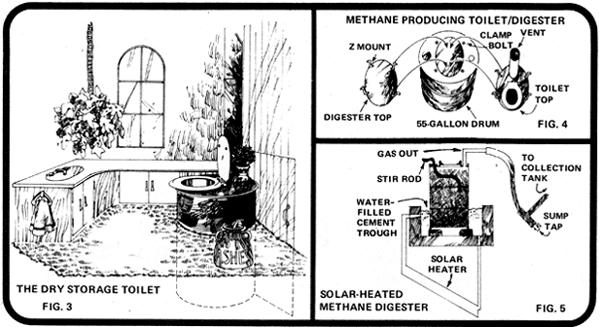 ASHES
THE DRY STORAGE TOILET
FIG. 3
METHANE PRODUCING TOILET/DIGESTER
CLAMP
BOLT
VENT
Z MOUNT
TOILET
TOP
DIGESTER TOP
55-GALLON DRUM
FIG. 4
GAS OUT
TO
COLLECTION
TANK
STIR ROD
WATER-
FILLED
CEMENT
TROUGH
SUMP
TAP
SOLAR
HEATER
SOLAR-HEATED
METHANE DIGESTER
FIG. 5